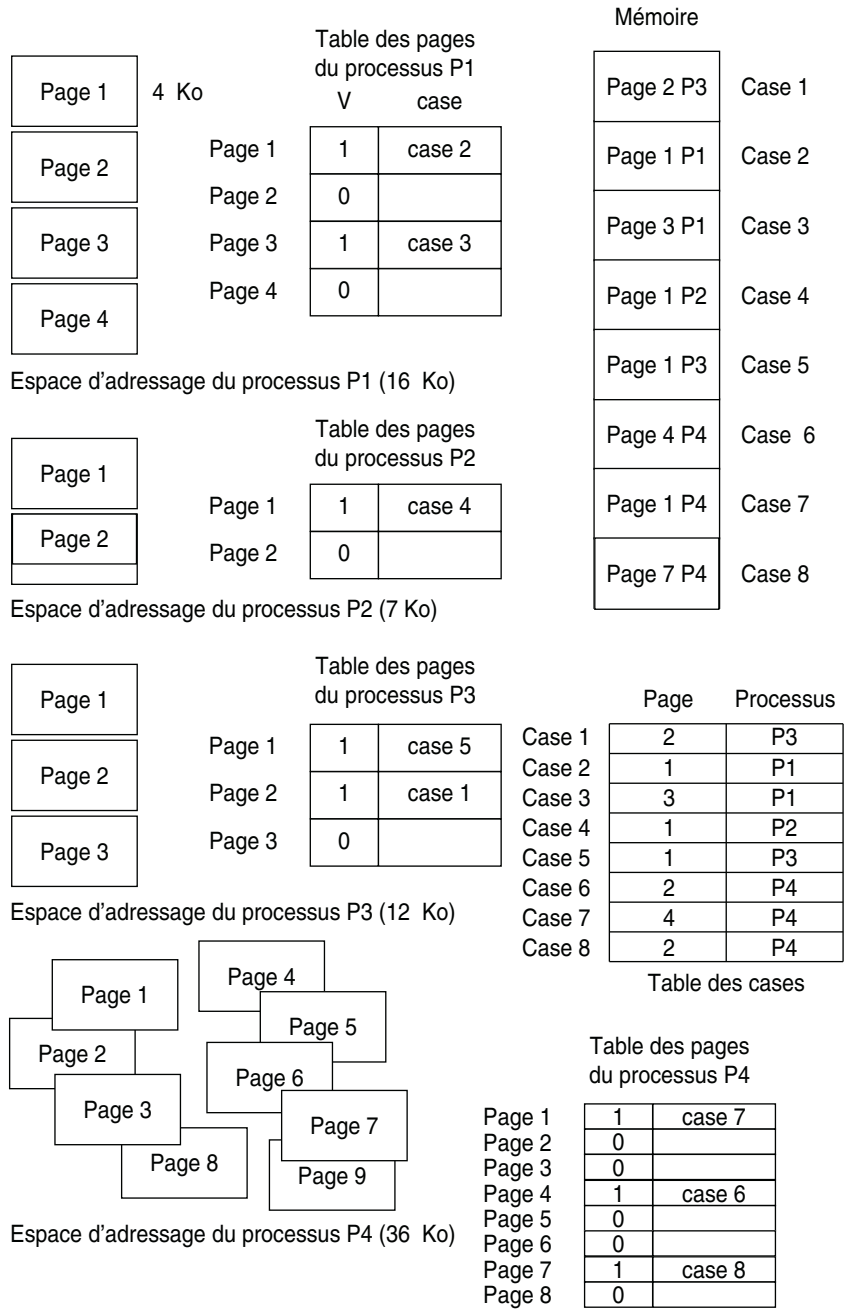 Mémoire
Table des pages
du processus P1
V case
Page 1
4 Ko
Page 2
Page 3
Page 4
Page 1 1 case 2
Page 2 0
Page 3 1 case 3
Page 4 0
Espace d'adressage du processus P1 (16 Ko)
Page 2 P3 Case 1
Page 1 P1 Case 2
Page 3 P1 Case 3
Page 1 P2 Case 4
Page 1 P3 Case 5
Page 4 P4 Case 6
Page 1 P4 Case 7
Page 7 P4 Case 8
Table des pages
du processus P2
Page 1
Page 2
Page 1 1 case 4
Page 2 0
Espace d'adressage du processus P2 (7 Ko)
Table des pages
du processus P3
Page 1
Page 2
Page 3
Page 1 1 case 5
Page 2 1 case 1
Page 3 0
Espace d'adressage du processus P3 (12 Ko)
Page Processus
Case 1 2 P3
Case 2 1 P1
Case 3 3 P1
Case 4 1 P2
Case 5 1 P3
Case 6 2 P4
Case 7 4 P4
Case 8 2 P4
Table des cases
Page 1
Page 2
Page 3
Page 8
Page 4
Page 5
Page 6
Page 7
Page 9
Espace d'adressage du processus P4 (36 Ko)
Table des pages
du processus P4
Page 1 1 case 7
Page 2 0
Page 3 0
Page 4 1 case 6
Page 5 0
Page 6 0
Page 7 1 case 8
Page 8 0